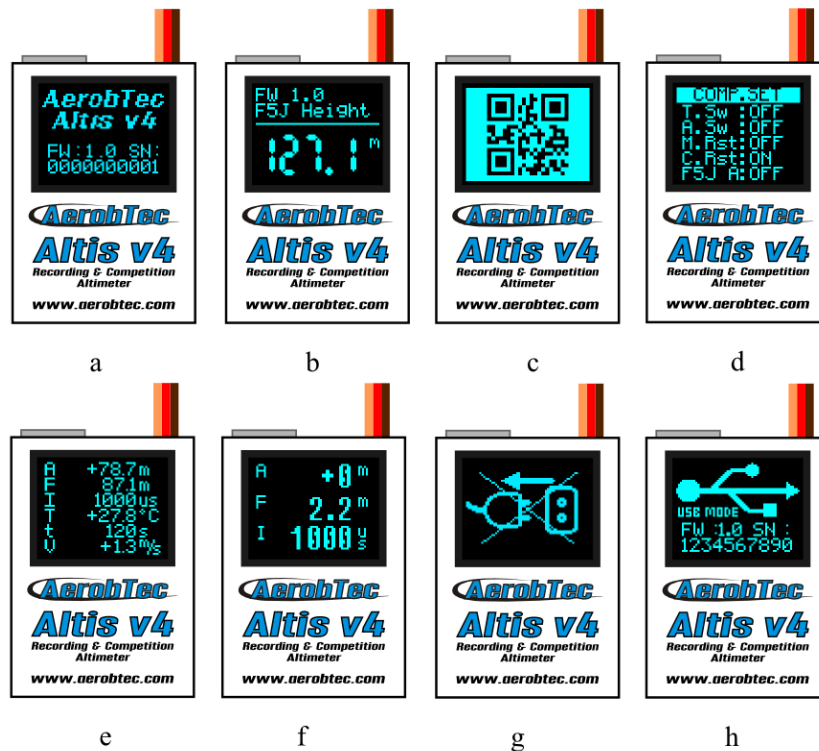 AerobTec
Altis v4
FW:1.0 SN:
0000000001
AerobTec
Altis v4
Recording & Competition
Altimeter
www.aerobtec.com
a
FW 1.0
F5J Height
127.1 m
AerobTec
Altis v4
Recording & Competition
Altimeter
www.aerobtec.com
b
AerobTec
Altis v4
Recording & Competition
Altimeter
www.aerobtec.com
c
COMP.SET
T.Sw :OFF
A.Sw :OFF
M.Rst:OFF
C.Rst:ON
F5J A:OFF
AerobTec
Altis v4
Recording & Competition
Altimeter
www.aerobtec.com
d
A +78.7m
F 87.1m
I 1000us
T +27.8°C
t 120s
V +1.3m/s
AerobTec
Altis v4
Recording & Competition
Altimeter
www.aerobtec.com
e
A +0 m
F 2.2 m
I 1000 us
AerobTec
Altis v4
Recording & Competition
Altimeter
www.aerobtec.com
f
AerobTec
Altis v4
Recording & Competition
Altimeter
www.aerobtec.com
g
USB MODE
FW :1.0 SN :
1234567890
AerobTec
Altis v4
Recording & Competition
Altimeter
www.aerobtec.com
h